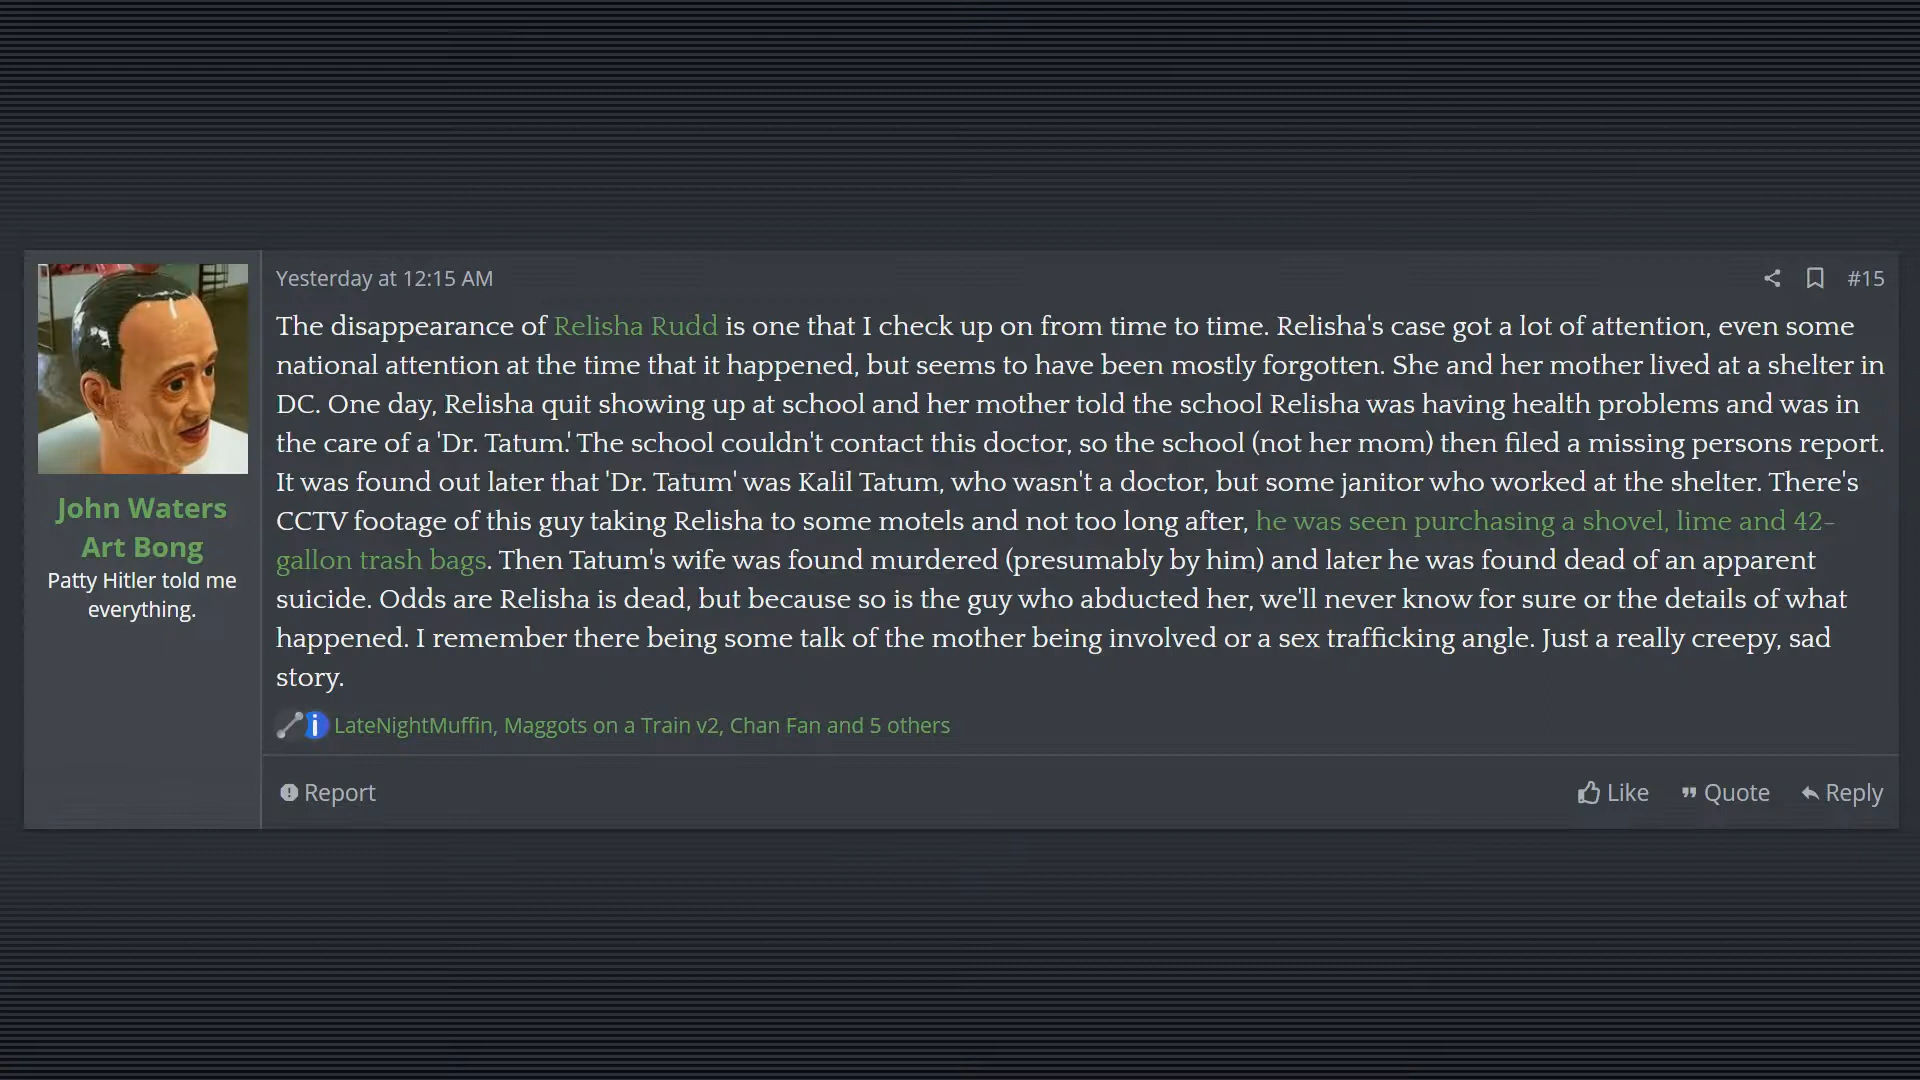 Yesterday at 12:15 AM
#15
John Waters
Art Bong
Patty Hitler told me
everything.
The disappearance of Relisha Rudd is one that I check up on from time to time. Relisha's case got a lot of attention, even some
national attention at the time that it happened, but seems to have been mostly forgotten. She and her mother lived at a shelter in
DC. One day, Relisha quit showing up at school and her mother told the school Relisha was having health problems and was in
the care of a 'Dr. Tatum.' The school couldn't contact this doctor, so the school (not her mom) then filed a missing persons report.
It was found out later that 'Dr. Tatum' was Kalil Tatum, who wasn't a doctor, but some janitor who worked at the shelter. There's
CCTV footage of this guy taking Relisha to some motels and not too long after, he was seen purchasing a shovel, lime and 42-
gallon trash bags. Then Tatum's wife was found murdered (presumably by him) and later he was found dead of an apparent
suicide. Odds are Relisha is dead, but because so is the guy who abducted her, we'll never know for sure or the details of what
happened. I remember there being some talk of the mother being involved or a sex trafficking angle. Just a really creepy, sad
story.
LateNightMuffin, Maggots on a Train v2, Chan Fan and 5 others
Report
Like
Quote
Reply